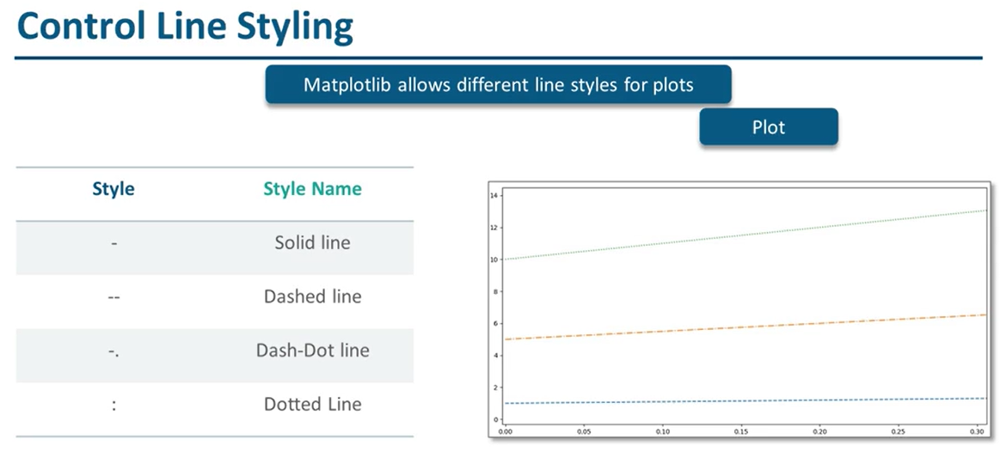 Control Line Styling
Matplotlib allows different line styles for plots
Plot
Style Style Name
- Solid line
-- Dashed line
-. Dash-Dot line
: Dotted Line
14
12
10
8
6
4
2
0
0.00 0.05 0.10 0.15 0.20 0.25 0.30